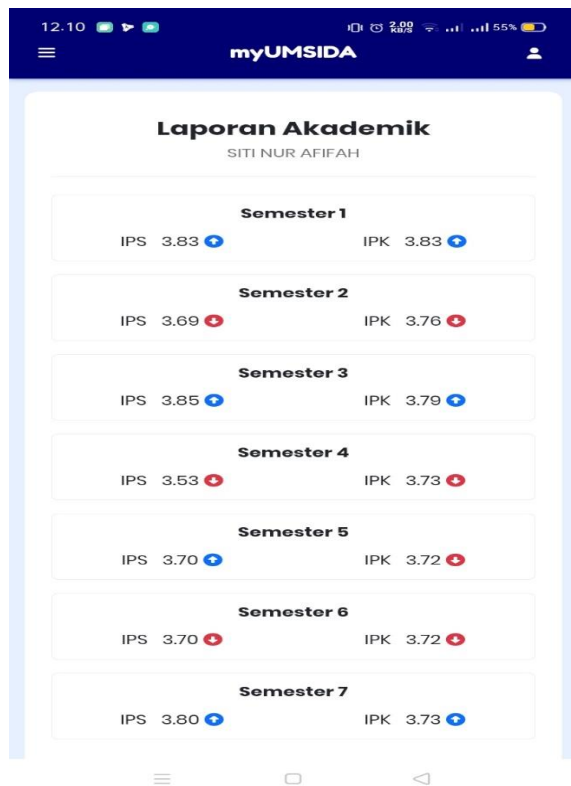 12.10 2.00 KB/S 55%
myUMSIDA
Laporan Akademik
SITI NUR AFIFAH
Semester 1
IPS 3.83 IPK 3.83
Semester 2
IPS 3.69 IPK 3.76
Semester 3
IPS 3.85 IPK 3.79
Semester 4
IPS 3.53 IPK 3.73
Semester 5
IPS 3.70 IPK 3.72
Semester 6
IPS 3.70 IPK 3.72
Semester 7
IPS 3.80 IPK 3.73